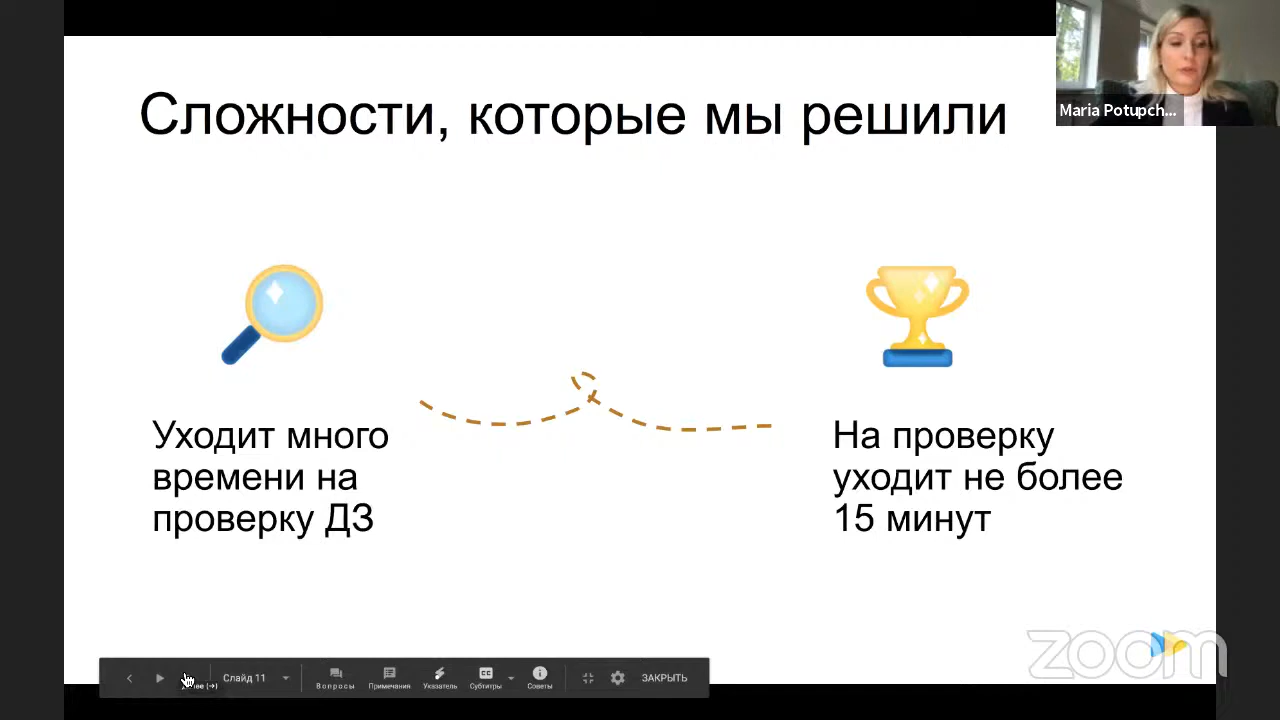 Сложности, которые мы решили
Maria Potupch...
Уходит много
времени на
проверку ДЗ
На проверку
уходит не более
15 минут
zoom
Слайд 11
Вопросы
Примечания
Указатель
Субтитры
Советы
ЗАКРЫТЬ